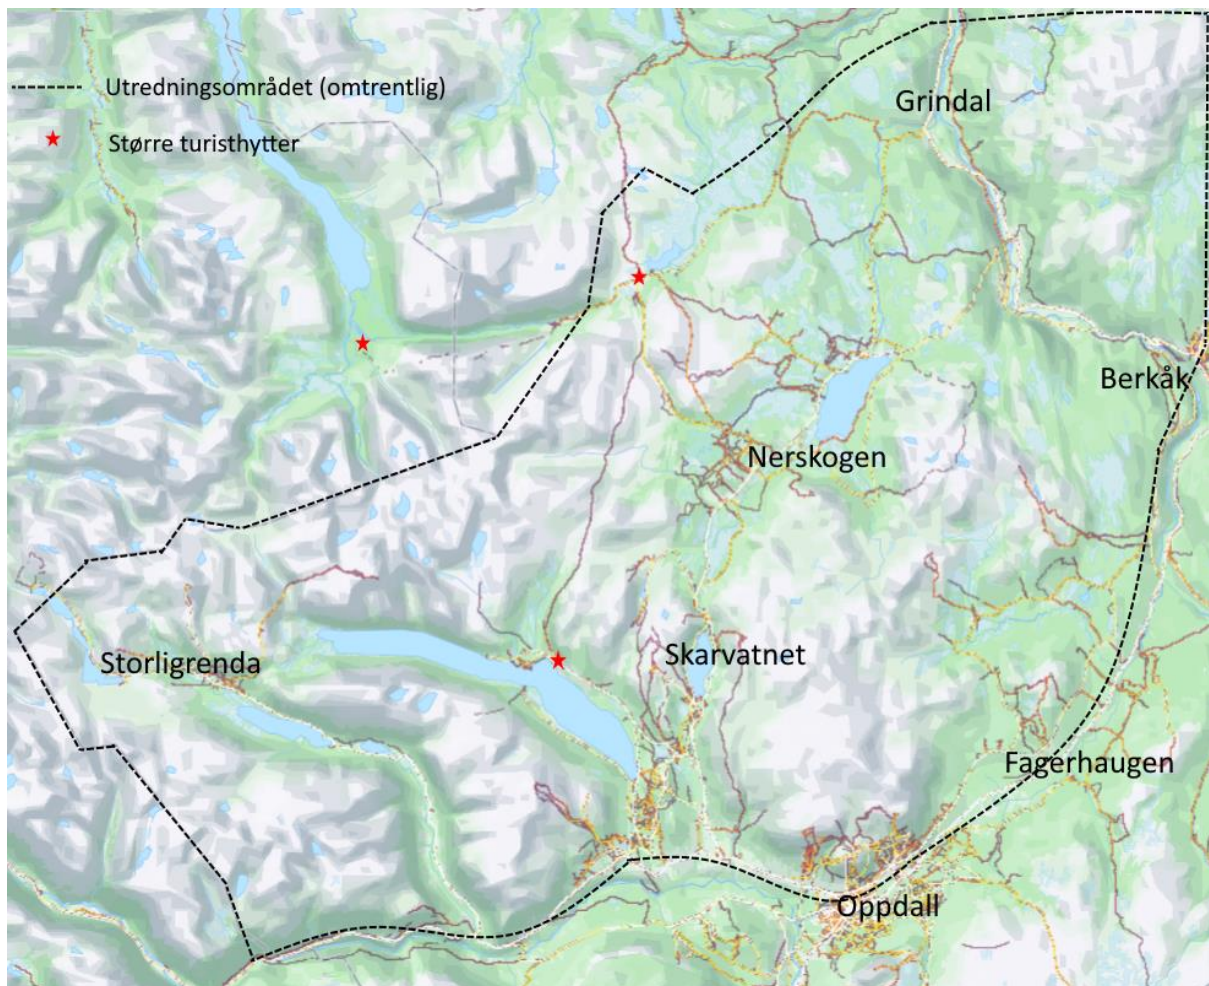 Utredningsområdet (omtrentlig)
Større turisthytter
Grindal
Berkåk
Nerskogen
Skarvatnet
Storligrenda
Fagerhaugen
Oppdall